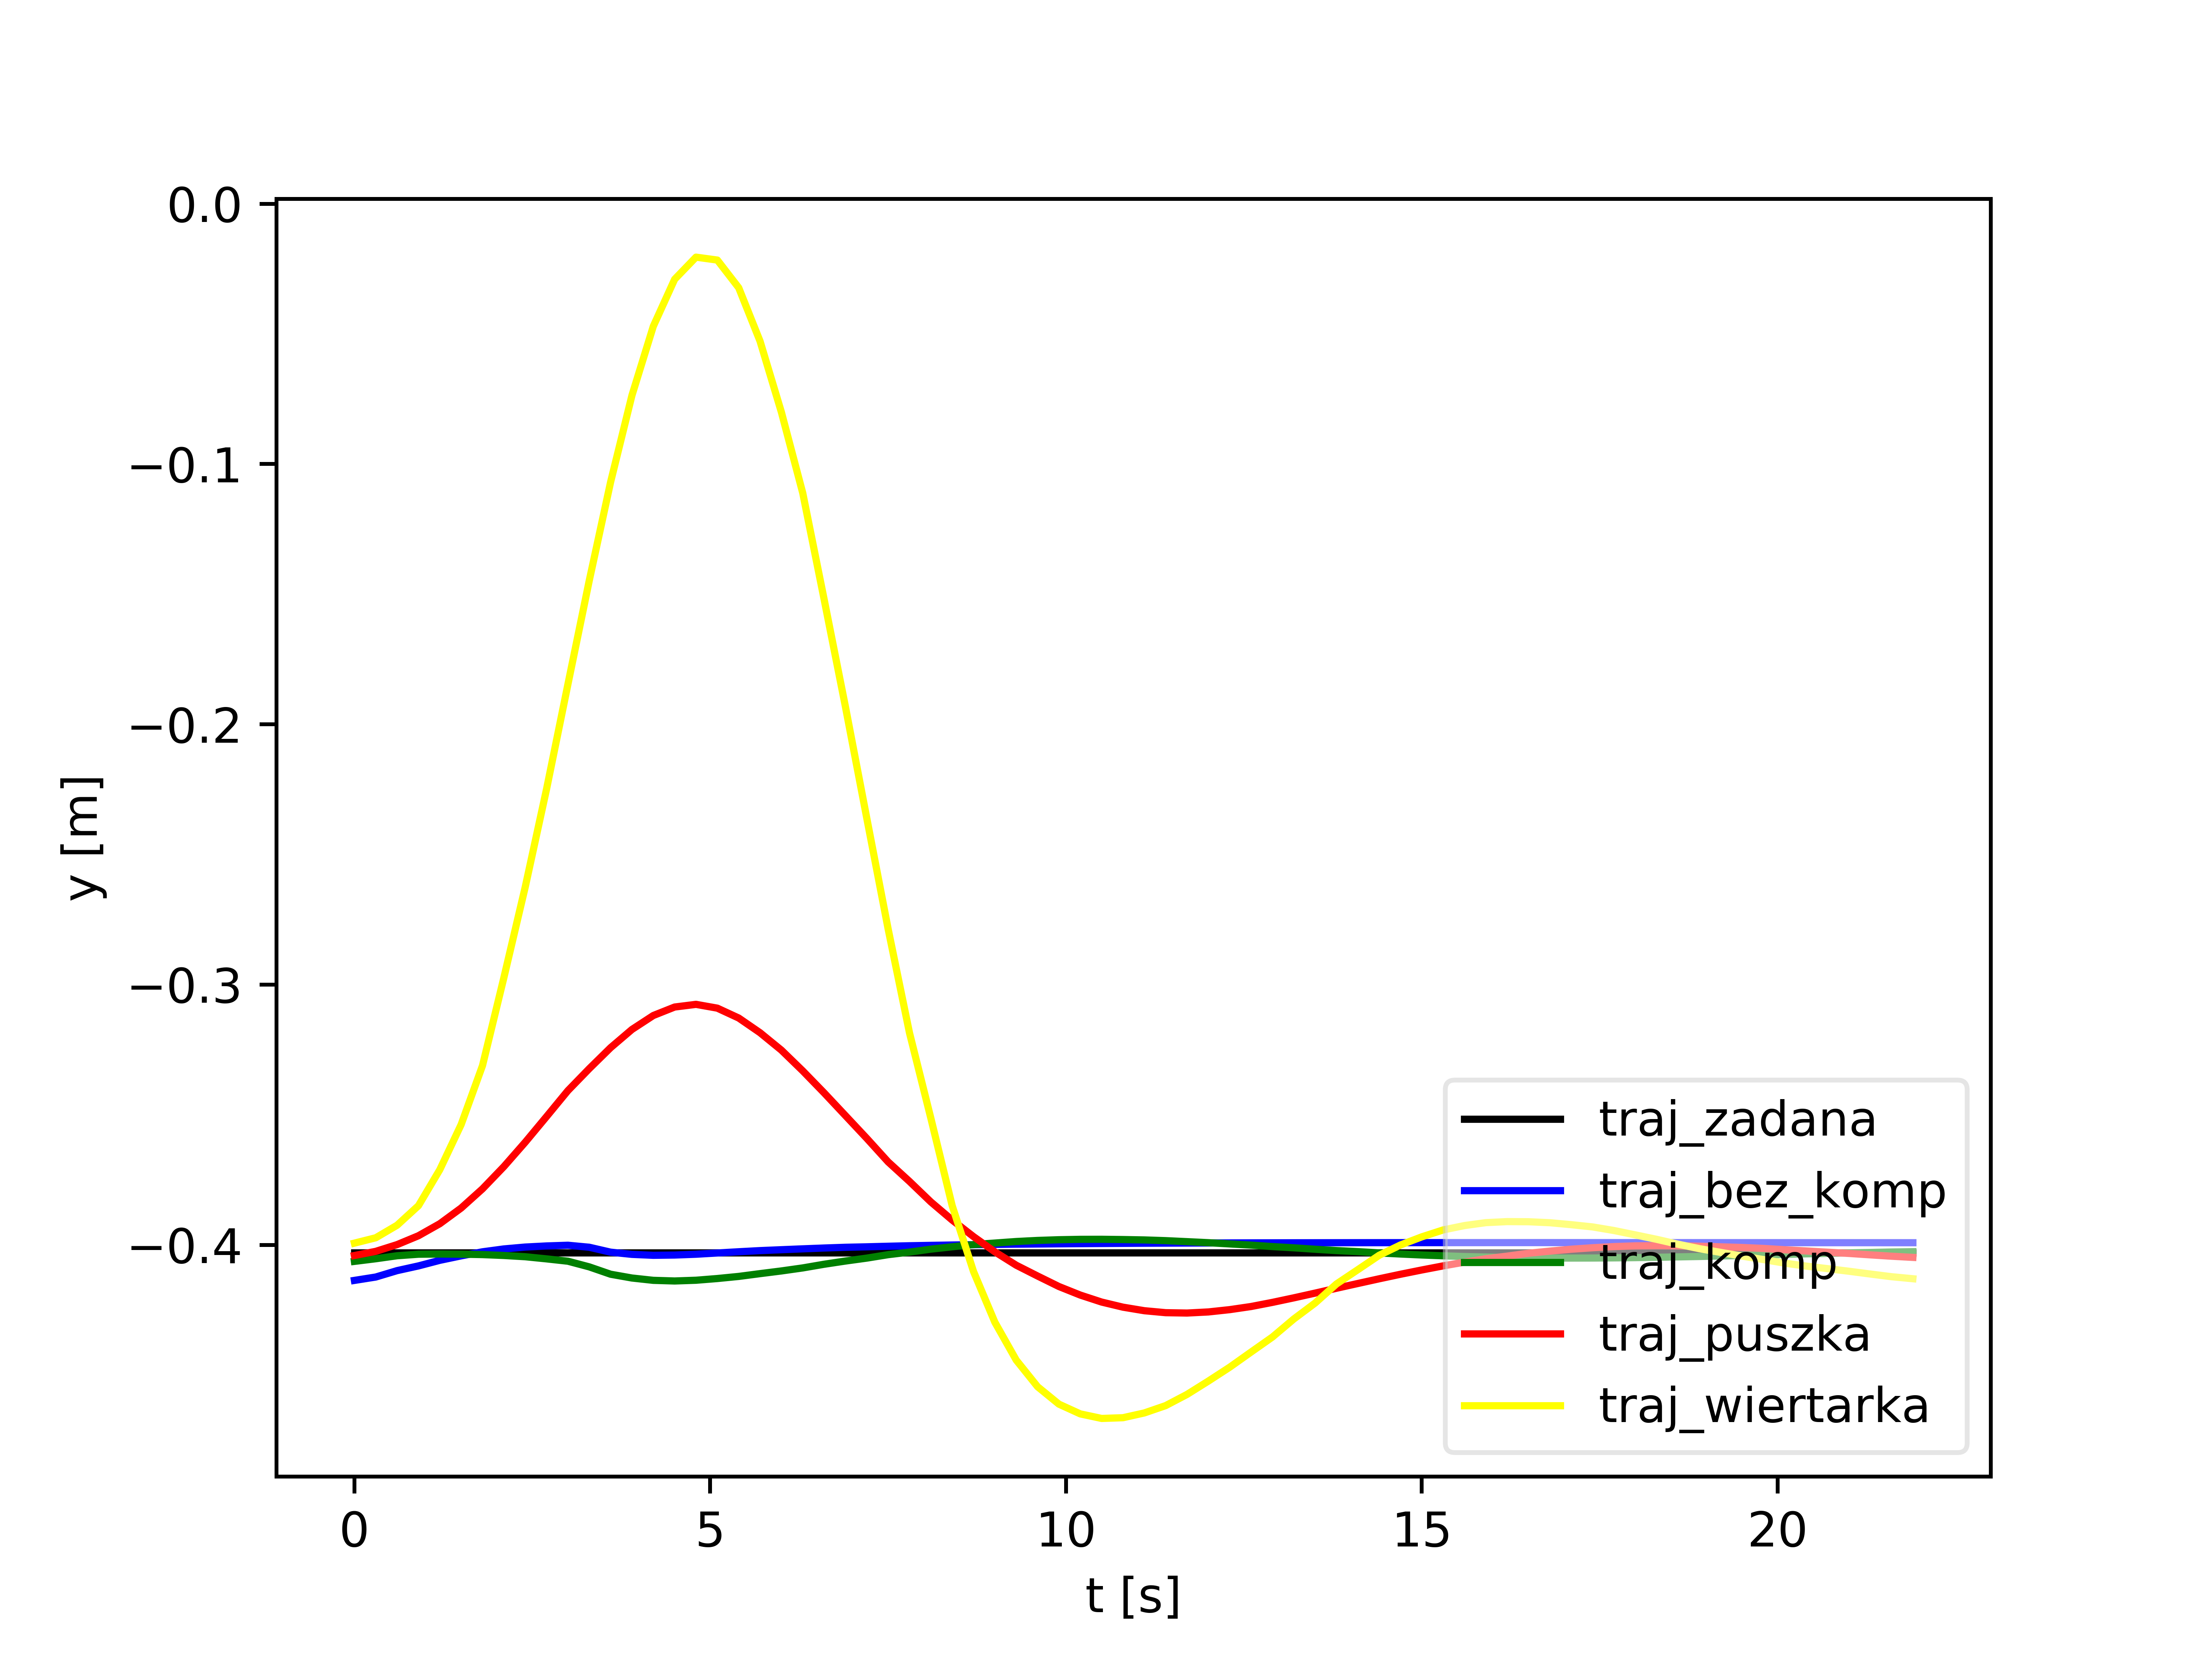 0.0
−0.1
−0.2
−0.3
−0.4
y [m]
0
5
10
15
20
t [s]
traj_zadana
traj_bez_komp
traj_komp
traj_puszka
traj_wiertarka